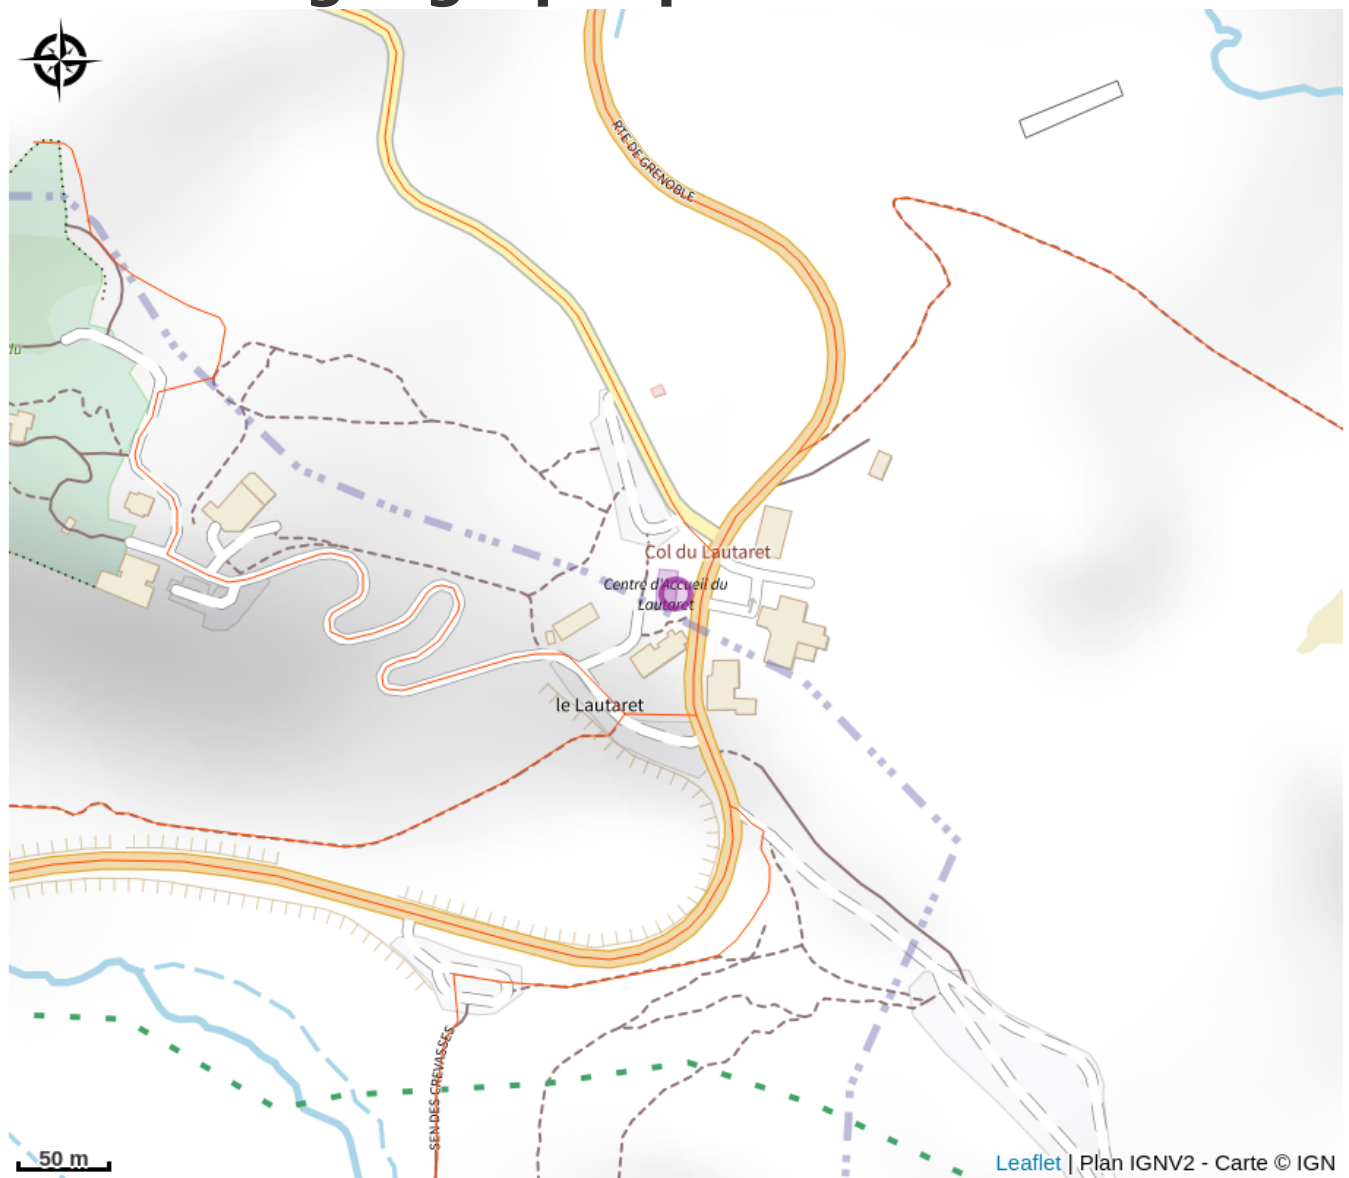 RTE DE GRENOBLE
du
Col du Lautaret
Centre d'Accueil du
Lautaret
le Lautaret
SEN DES CREVASSES
50 m
Leaflet | Plan IGNV2 - Carte © IGN